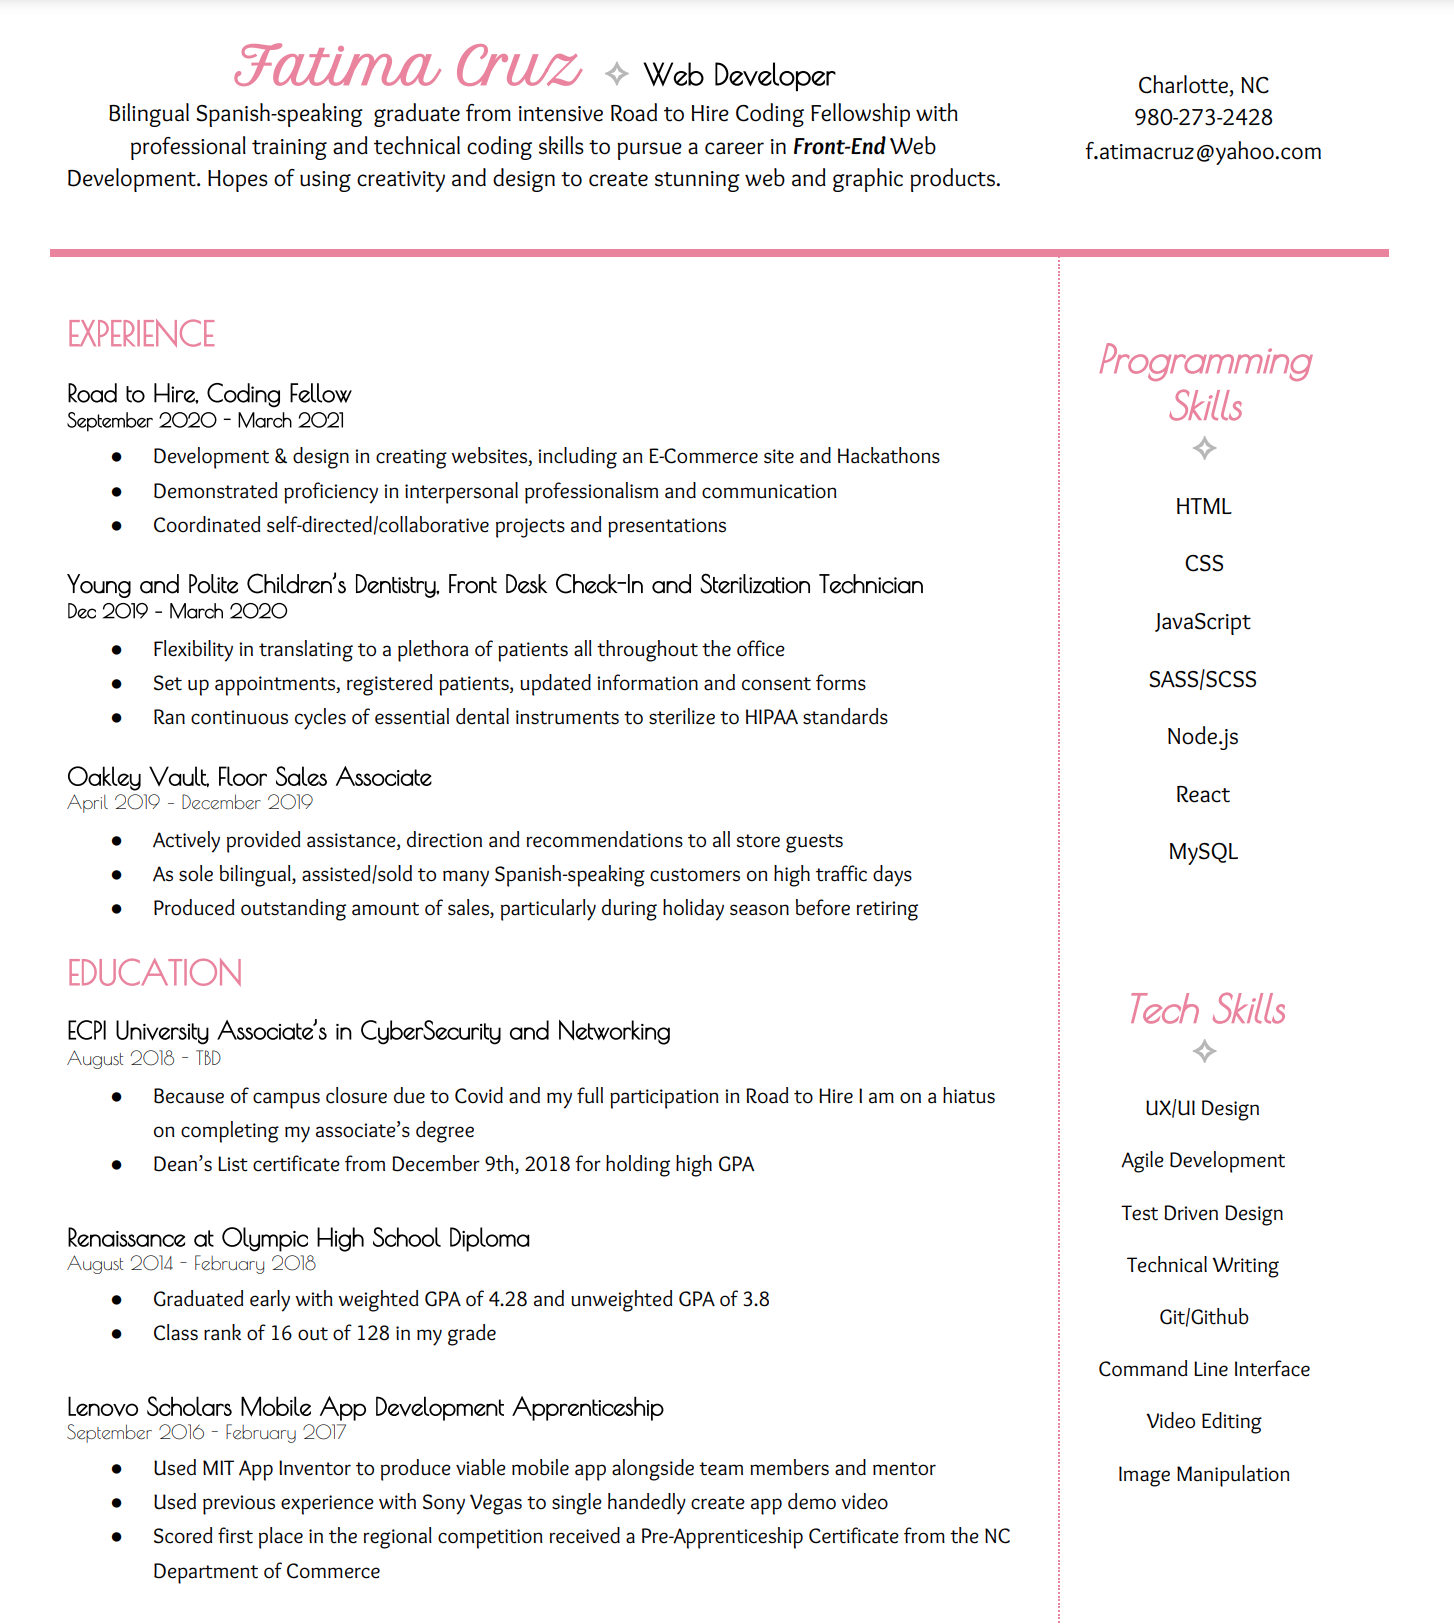 Fatima Cruz ✧ Web Developer
Bilingual Spanish-speaking graduate from intensive Road to Hire Coding Fellowship with
professional training and technical coding skills to pursue a career in Front-End Web
Development. Hopes of using creativity and design to create stunning web and graphic products.
Charlotte, NC
980-273-2428
f.atimacruz@yahoo.com
EXPERIENCE
Road to Hire, Coding Fellow
September 2020 - March 2021
● Development & design in creating websites, including an E-Commerce site and Hackathons
● Demonstrated proficiency in interpersonal professionalism and communication
● Coordinated self-directed/collaborative projects and presentations
Young and Polite Children's Dentistry, Front Desk Check-In and Sterilization Technician
Dec 2019 - March 2020
● Flexibility in translating to a plethora of patients all throughout the office
● Set up appointments, registered patients, updated information and consent forms
● Ran continuous cycles of essential dental instruments to sterilize to HIPAA standards
Oakley Vault, Floor Sales Associate
April 2019 - December 2019
● Actively provided assistance, direction and recommendations to all store guests
● As sole bilingual, assisted/sold to many Spanish-speaking customers on high traffic days
● Produced outstanding amount of sales, particularly during holiday season before retiring
EDUCATION
ECPI University Associate's in CyberSecurity and Networking
August 2018 - TBD
● Because of campus closure due to Covid and my full participation in Road to Hire I am on a hiatus
on completing my associate's degree
● Dean's List certificate from December 9th, 2018 for holding high GPA
Renaissance at Olympic High School Diploma
August 2014 - February 2018
● Graduated early with weighted GPA of 4.28 and unweighted GPA of 3.8
● Class rank of 16 out of 128 in my grade
Lenovo Scholars Mobile App Development Apprenticeship
September 2016 - February 2017
● Used MIT App Inventor to produce viable mobile app alongside team members and mentor
● Used previous experience with Sony Vegas to single handedly create app demo video
● Scored first place in the regional competition received a Pre-Apprenticeship Certificate from the NC
Department of Commerce
Programming
Skills
✧
HTML
CSS
JavaScript
SASS/SCSS
Node.js
React
MySQL
Tech Skills
✧
UX/UI Design
Agile Development
Test Driven Design
Technical Writing
Git/Github
Command Line Interface
Video Editing
Image Manipulation